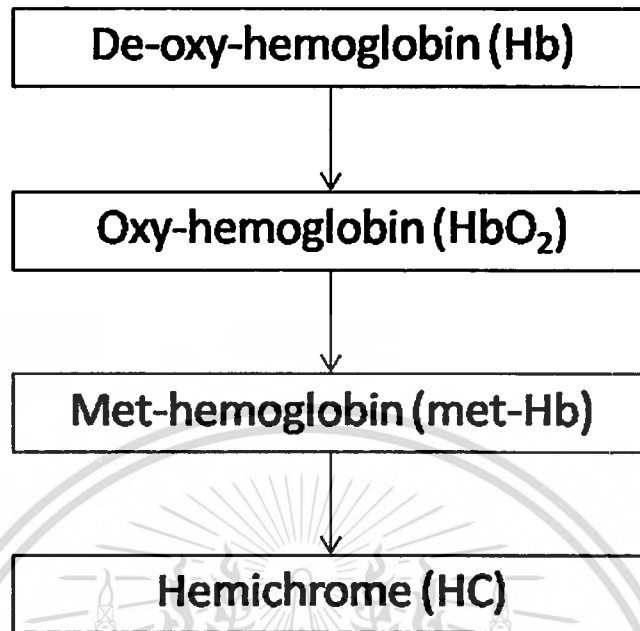 De-oxy-hemoglobin (Hb)
Oxy-hemoglobin (HbO₂)
Met-hemoglobin (met-Hb)
Hemichrome (HC)